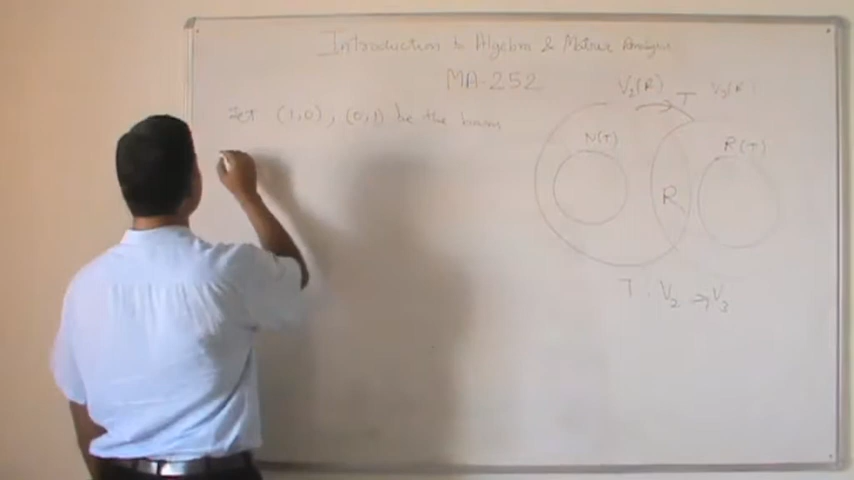 Introduction to Algebra & Matrix Analysis
MA-252
Let (1,0), (0,1) be the basis
V₂(R) T V₃(R)
N(T) R(T)
R
T : V₂ → V₃